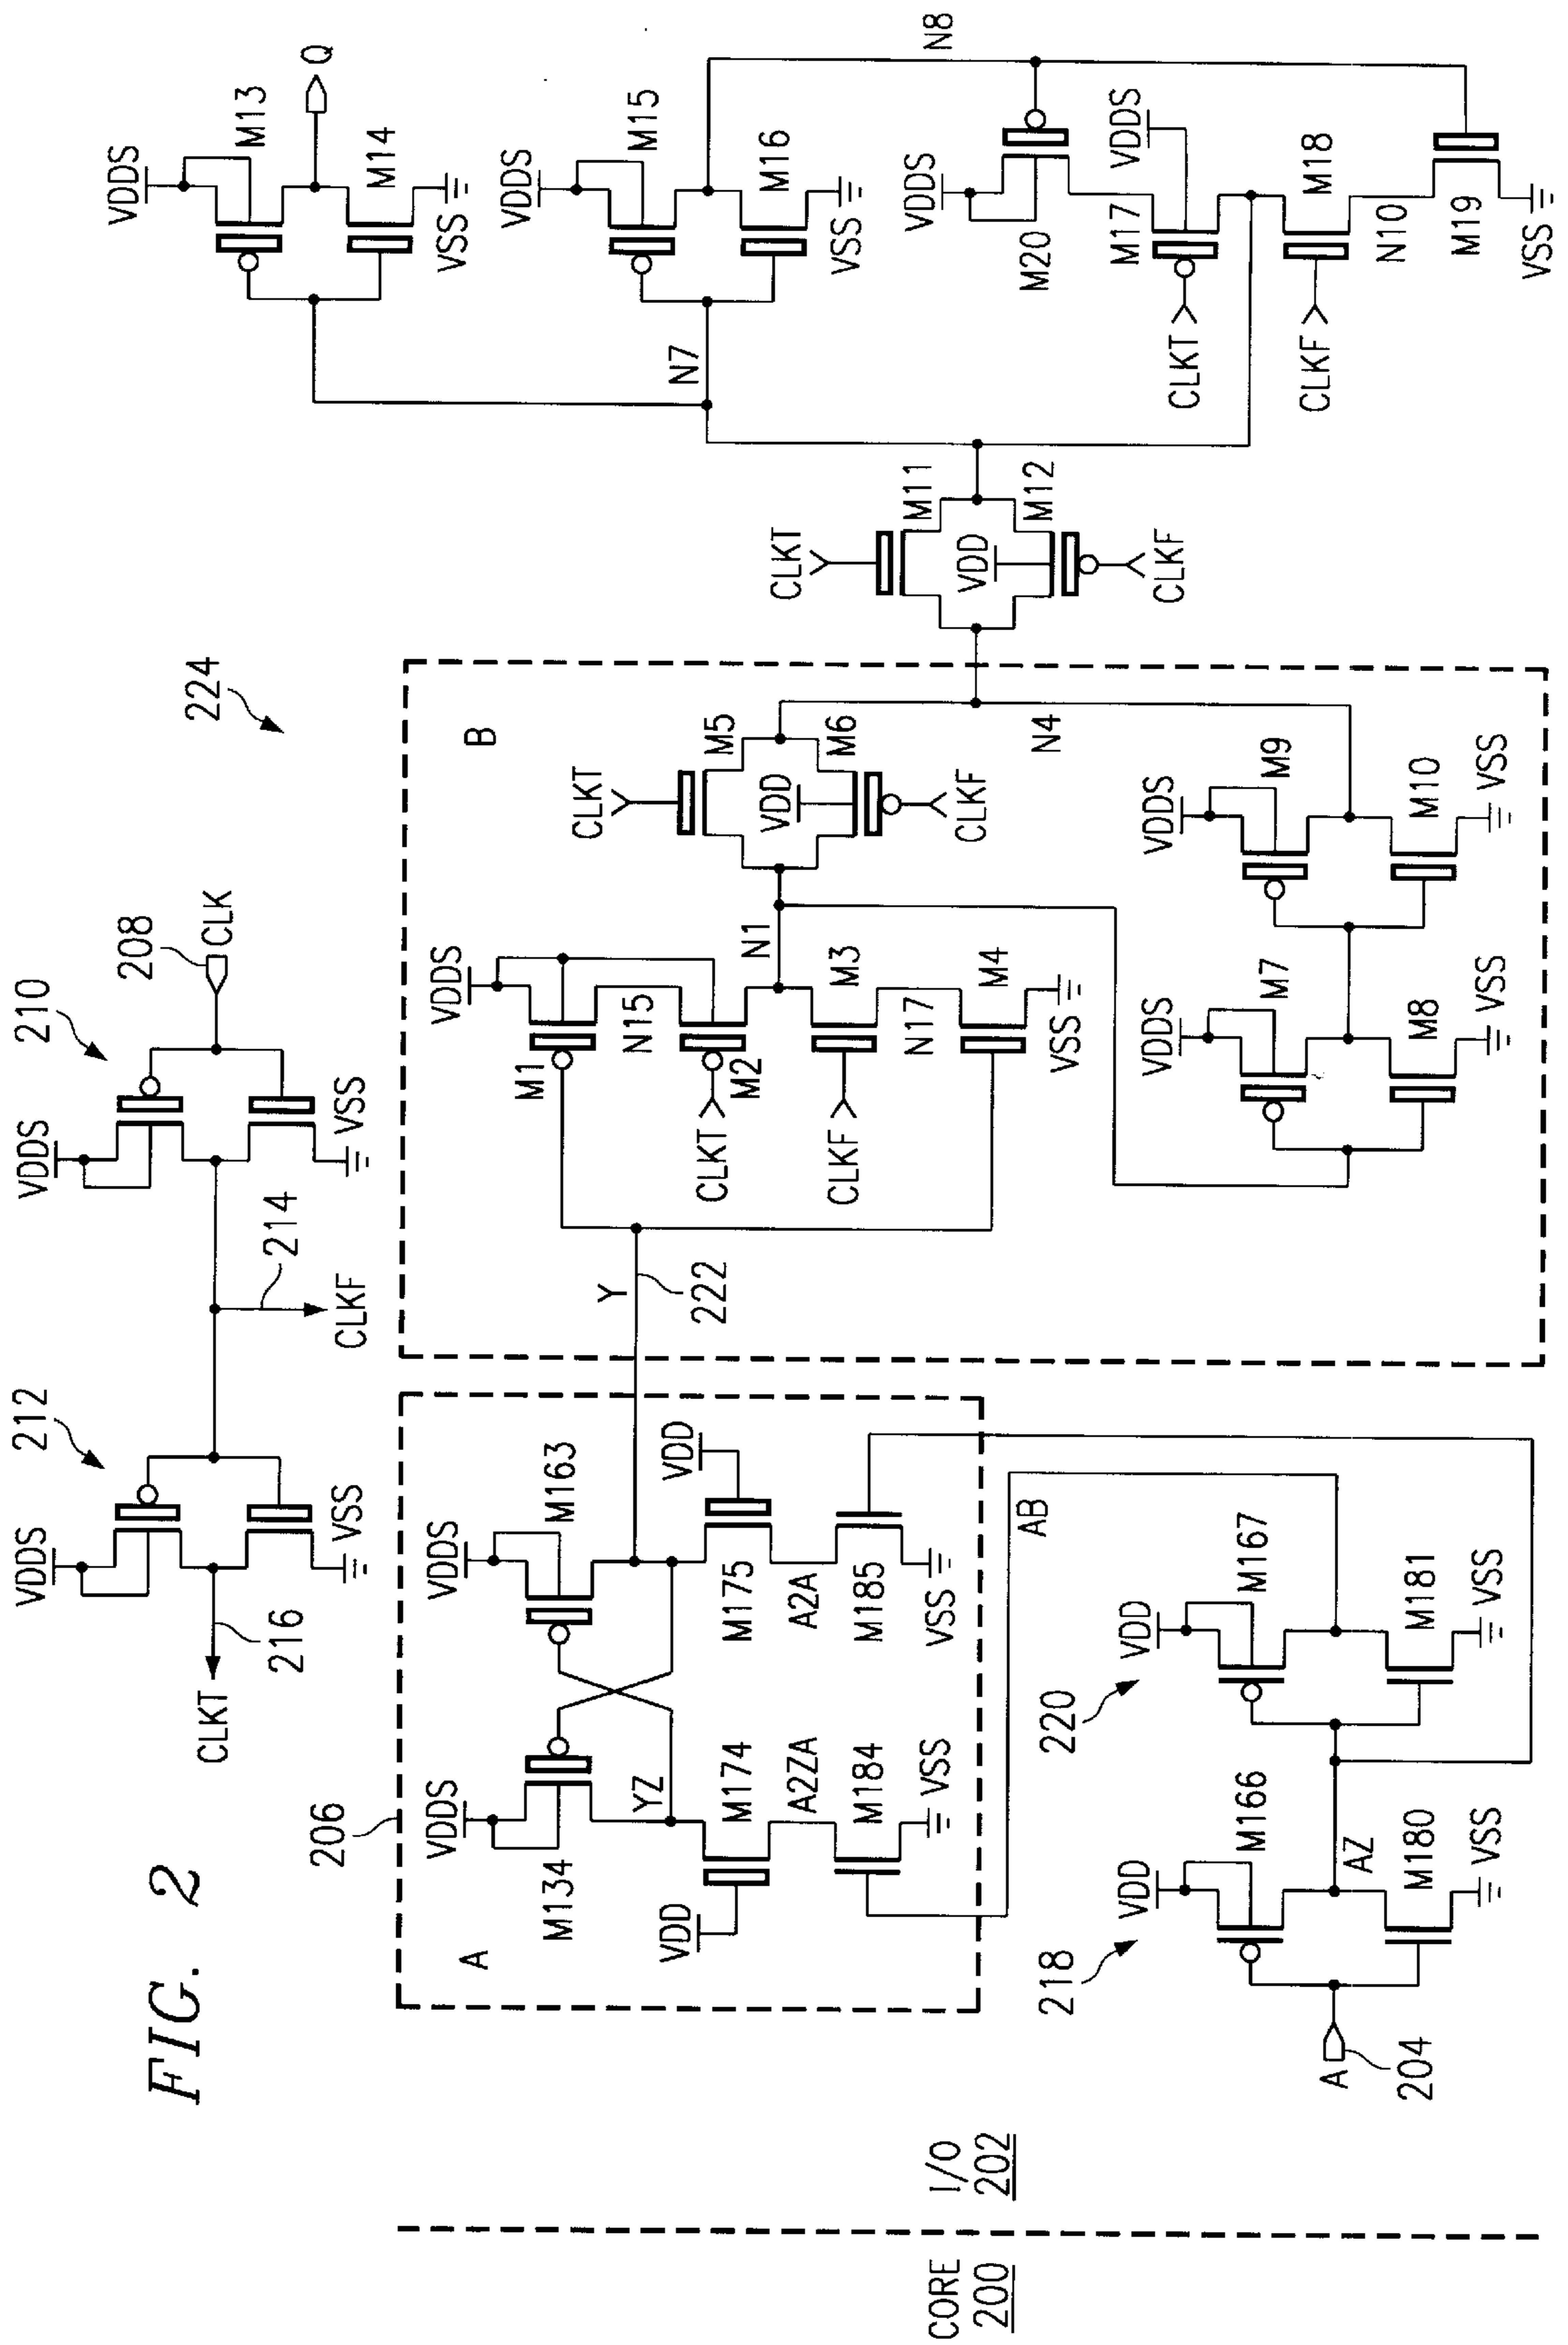 FIG. 2
VDDS
212
VDDS
210
CLKT
216
VSS
214
CLKF
VSS
208
CLK
224
VDDS
M13
Q
M14
VSS
206
A
VDDS
M134
VDDS
M163
YZ
Y
222
VDD
M174
VDD
M175
A2ZA
A2A
M184
M185
VSS
VSS
AB
B
VDDS
M1
N15
CLKT
M2
N1
CLKF
M3
N17
M4
VSS
CLKT
M5
VDD
M6
CLKF
N4
VDDS
M7
M8
VSS
VDDS
M9
M10
VSS
CLKT
M11
VDD
M12
CLKF
N7
VDDS
M15
M16
VSS
N8
VDDS
M20
VDDS
M17
CLKT
M18
CLKF
N10
M19
VSS
218
VDD
M166
AZ
M180
VSS
220
VDD
M167
M181
VSS
A
204
CORE
200
I/O
202